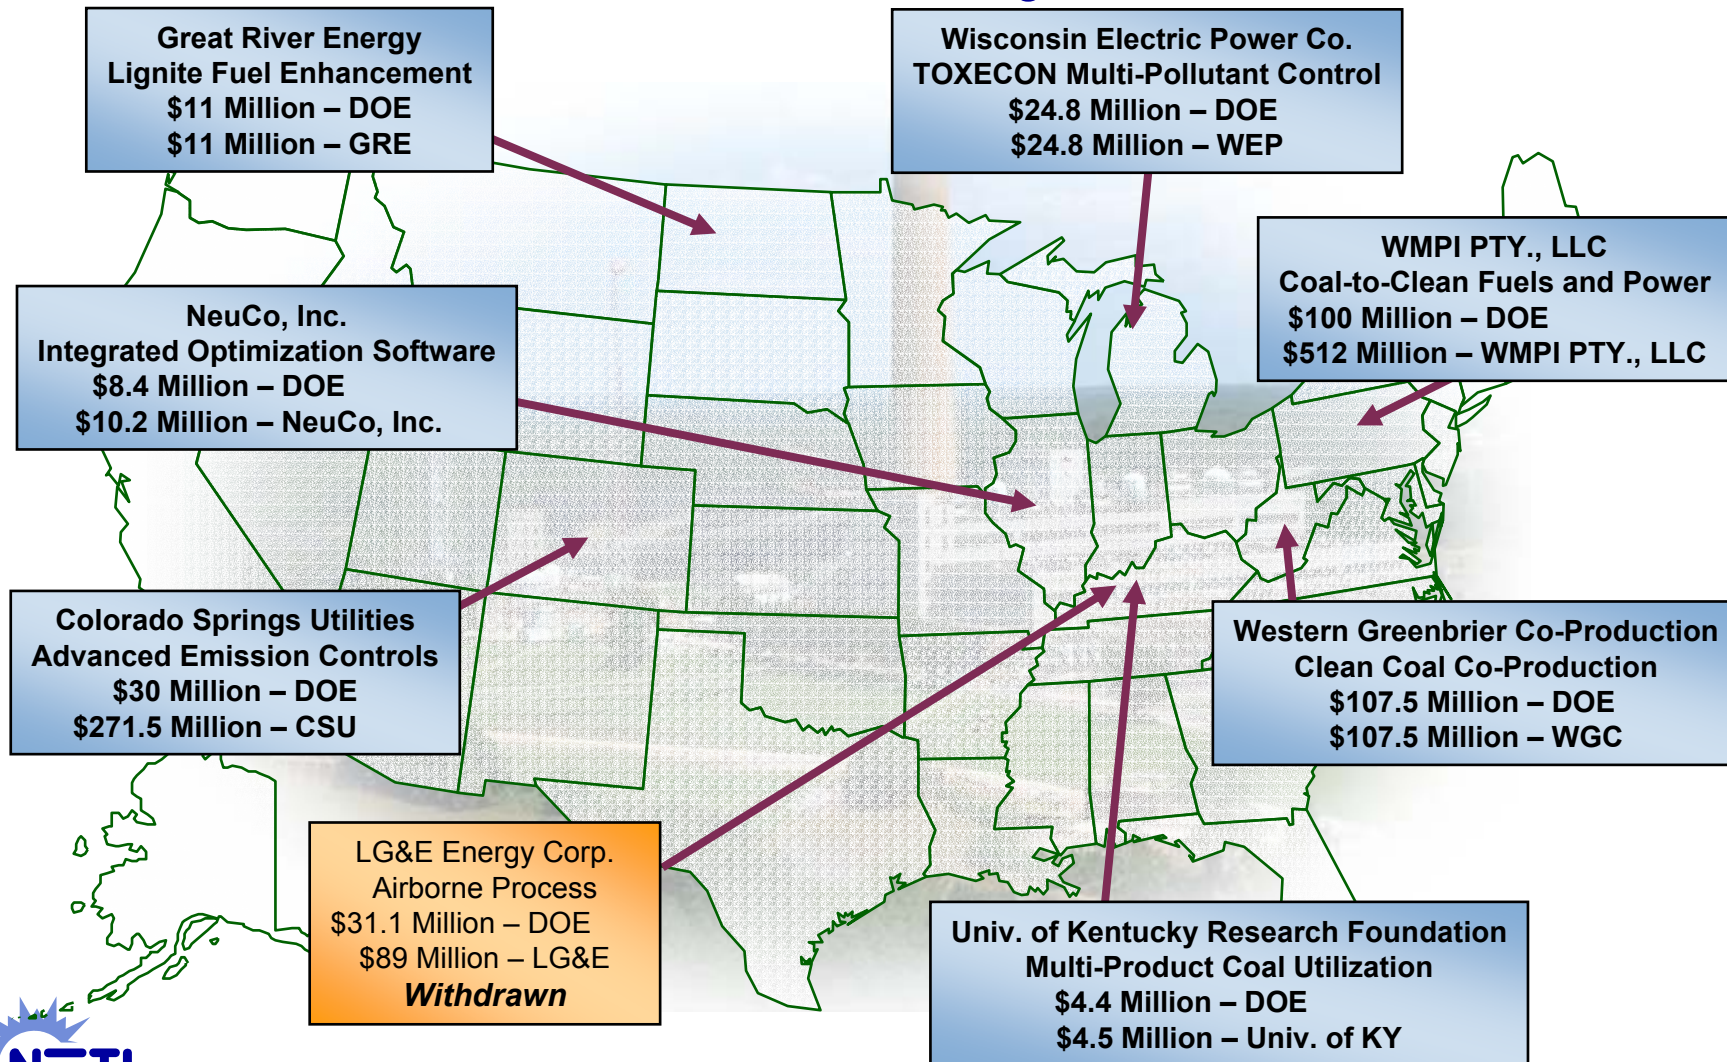 Great River Energy
Lignite Fuel Enhancement
$11 Million – DOE
$11 Million – GRE
Wisconsin Electric Power Co.
TOXECON Multi-Pollutant Control
$24.8 Million – DOE
$24.8 Million – WEP
WMPI PTY., LLC
Coal-to-Clean Fuels and Power
$100 Million – DOE
$512 Million – WMPI PTY., LLC
NeuCo, Inc.
Integrated Optimization Software
$8.4 Million – DOE
$10.2 Million – NeuCo, Inc.
Colorado Springs Utilities
Advanced Emission Controls
$30 Million – DOE
$271.5 Million – CSU
Western Greenbrier Co-Production
Clean Coal Co-Production
$107.5 Million – DOE
$107.5 Million – WGC
LG&E Energy Corp.
Airborne Process
$31.1 Million – DOE
$89 Million – LG&E
Withdrawn
Univ. of Kentucky Research Foundation
Multi-Product Coal Utilization
$4.4 Million – DOE
$4.5 Million – Univ. of KY
NETL